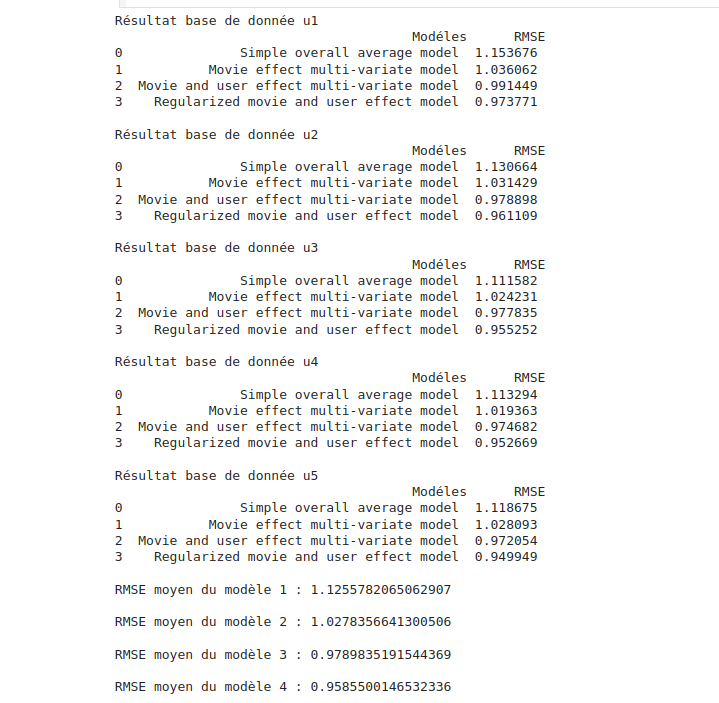 Résultat base de donnée u1
Modéles RMSE
0 Simple overall average model 1.153676
1 Movie effect multi-variate model 1.036062
2 Movie and user effect multi-variate model 0.991449
3 Regularized movie and user effect model 0.973771
Résultat base de donnée u2
Modéles RMSE
0 Simple overall average model 1.130664
1 Movie effect multi-variate model 1.031429
2 Movie and user effect multi-variate model 0.978898
3 Regularized movie and user effect model 0.961109
Résultat base de donnée u3
Modéles RMSE
0 Simple overall average model 1.111582
1 Movie effect multi-variate model 1.024231
2 Movie and user effect multi-variate model 0.977835
3 Regularized movie and user effect model 0.955252
Résultat base de donnée u4
Modéles RMSE
0 Simple overall average model 1.113294
1 Movie effect multi-variate model 1.019363
2 Movie and user effect multi-variate model 0.974682
3 Regularized movie and user effect model 0.952669
Résultat base de donnée u5
Modéles RMSE
0 Simple overall average model 1.118675
1 Movie effect multi-variate model 1.028093
2 Movie and user effect multi-variate model 0.972054
3 Regularized movie and user effect model 0.949949
RMSE moyen du modèle 1 : 1.1255782065062907
RMSE moyen du modèle 2 : 1.0278356641300506
RMSE moyen du modèle 3 : 0.9789835191544369
RMSE moyen du modèle 4 : 0.9585500146532336